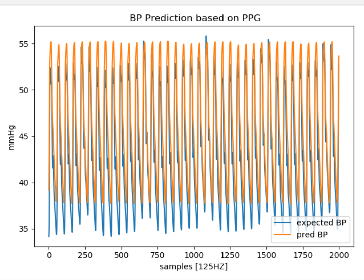 BP Prediction based on PPG
55
50
45
40
35
mmHg
expected BP
pred BP
0 250 500 750 1000 1250 1500 1750 2000
samples [125HZ]